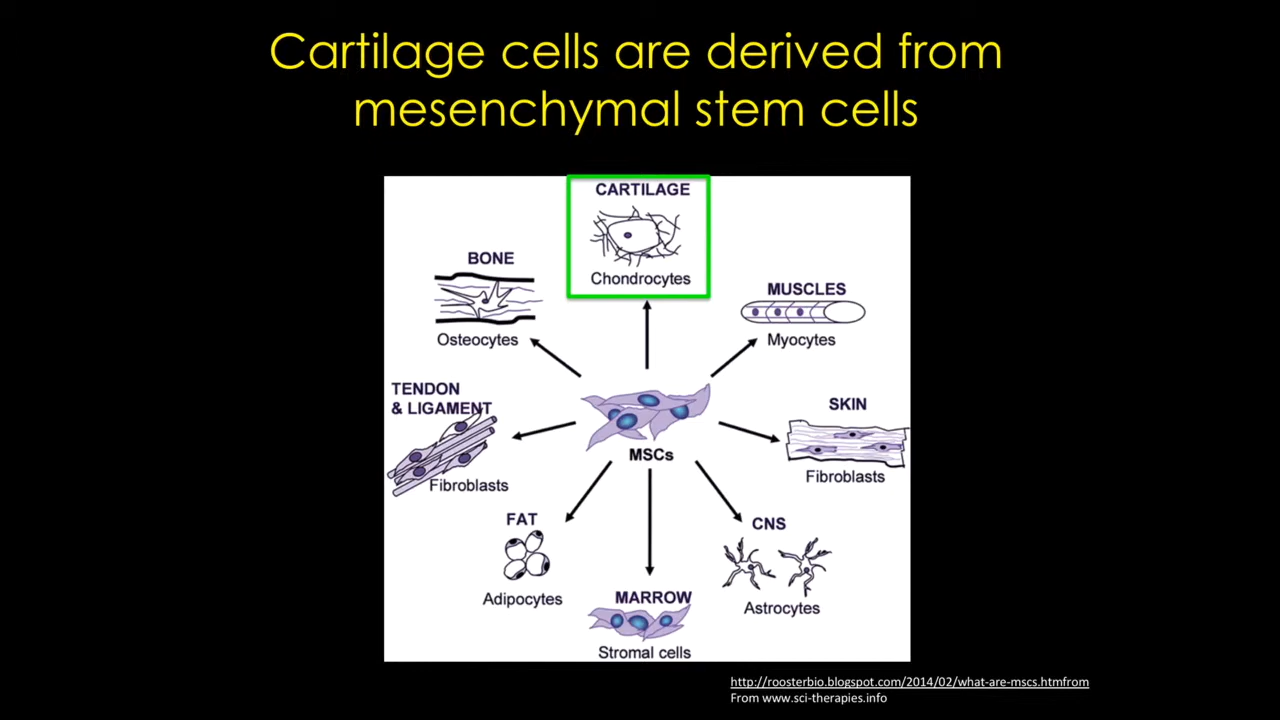 Cartilage cells are derived from
mesenchymal stem cells
CARTILAGE
Chondrocytes
BONE
Osteocytes
MUSCLES
Myocytes
TENDON
& LIGAMENT
Fibroblasts
MSCs
SKIN
Fibroblasts
FAT
Adipocytes
MARROW
Stromal cells
CNS
Astrocytes
http://roosterbio.blogspot.com/2014/02/what-are-mscs.htmfrom
From www.sci-therapies.info